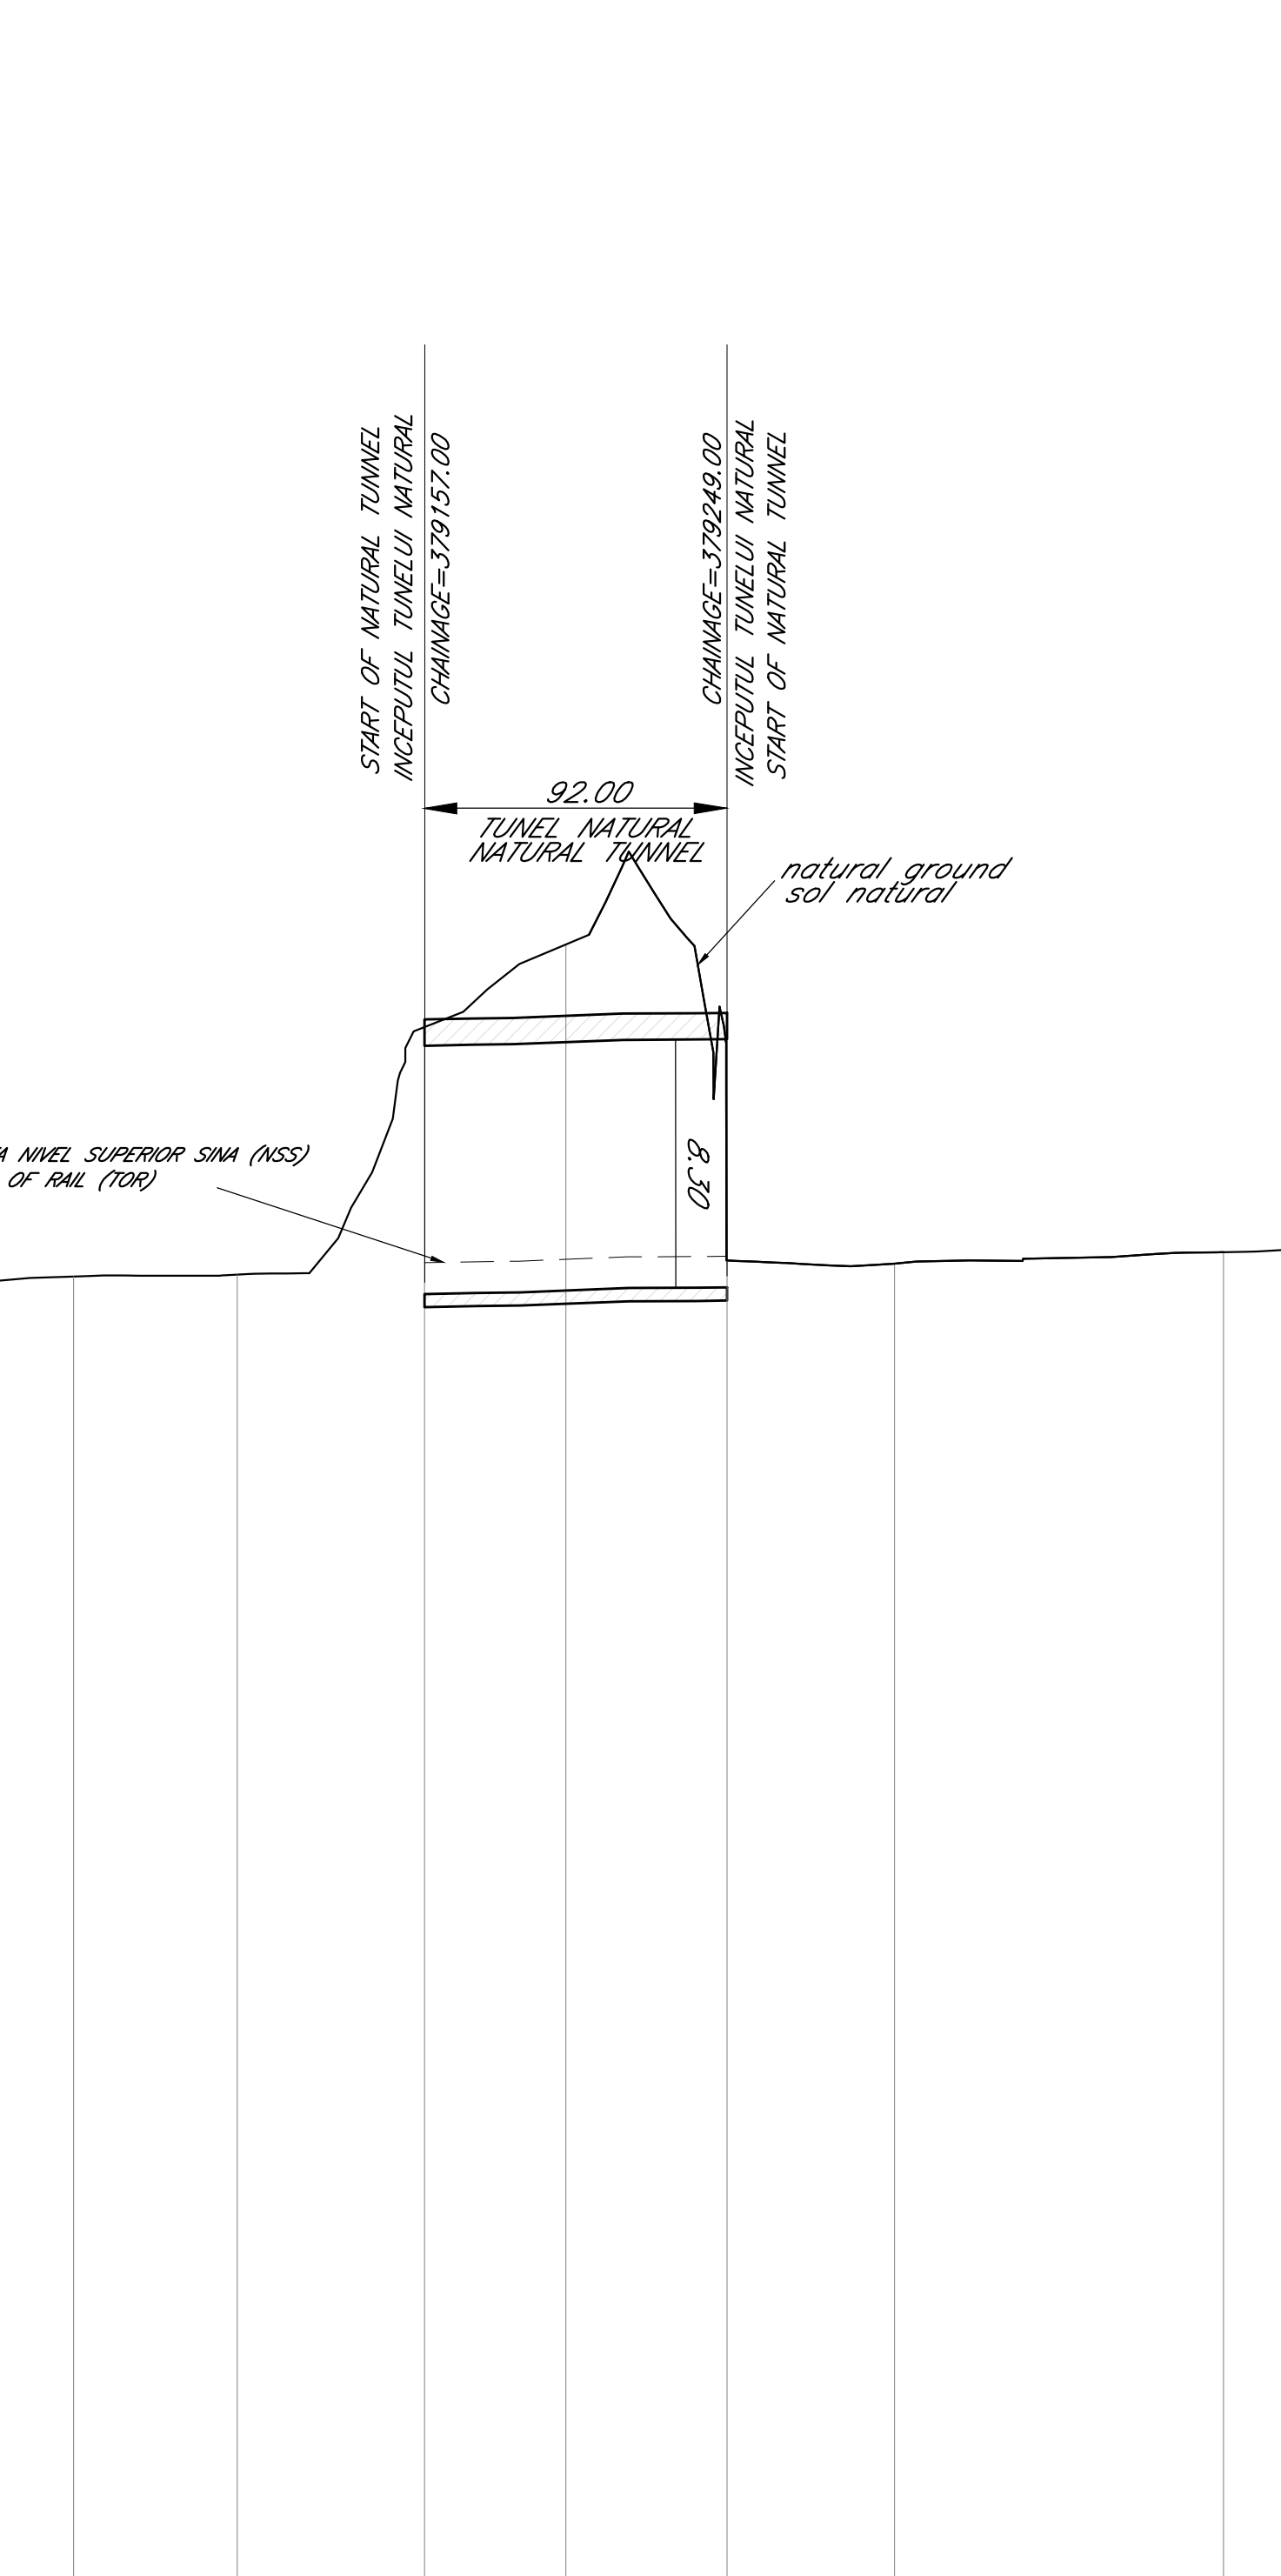 START OF NATURAL TUNNEL
INCEPUTUL TUNELUI NATURAL
CHAINAGE=379157.00
CHAINAGE=379249.00
INCEPUTUL TUNELUI NATURAL
START OF NATURAL TUNNEL
92.00
TUNEL NATURAL
NATURAL TUNNEL
natural ground
sol natural
NIVEL SUPERIOR SINA (NSS)
OF RAIL (TOR)
8.30